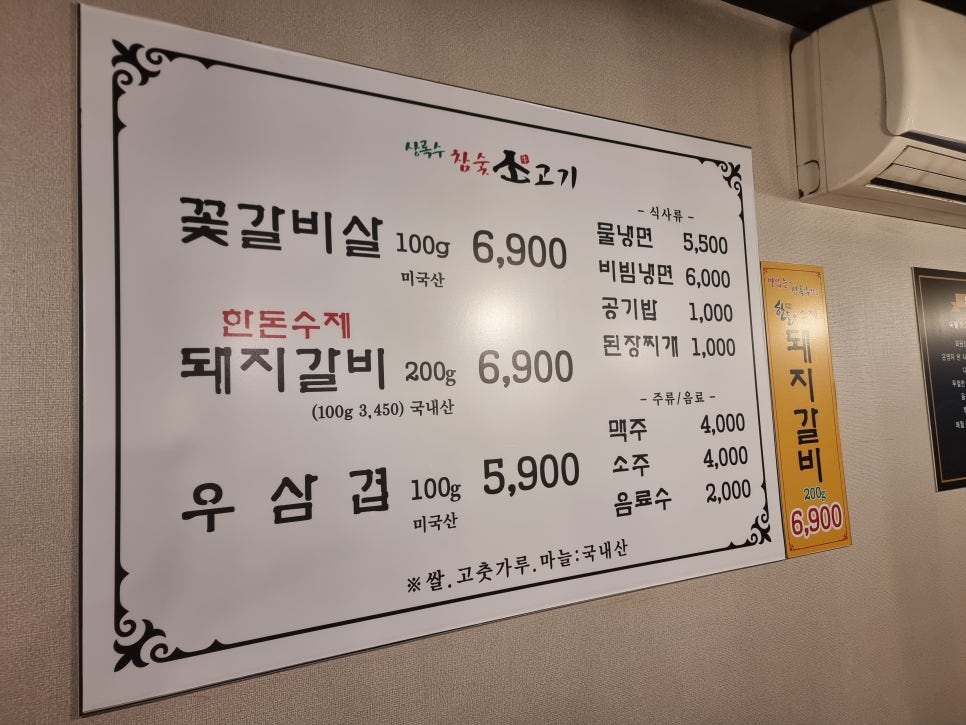 상록수 참숯 소고기
꽃갈비살 100g 6,900
미국산
한돈수제
돼지갈비 200g 6,900
(100g 3,450) 국내산
우삼겹 100g 5,900
미국산
- 식사류 -
물냉면 5,500
비빔냉면 6,000
공기밥 1,000
된장찌개 1,000
- 주류/음료 -
맥주 4,000
소주 4,000
음료수 2,000
※쌀.고춧가루.마늘:국내산
한돈수제
돼지갈비
200g
6,900